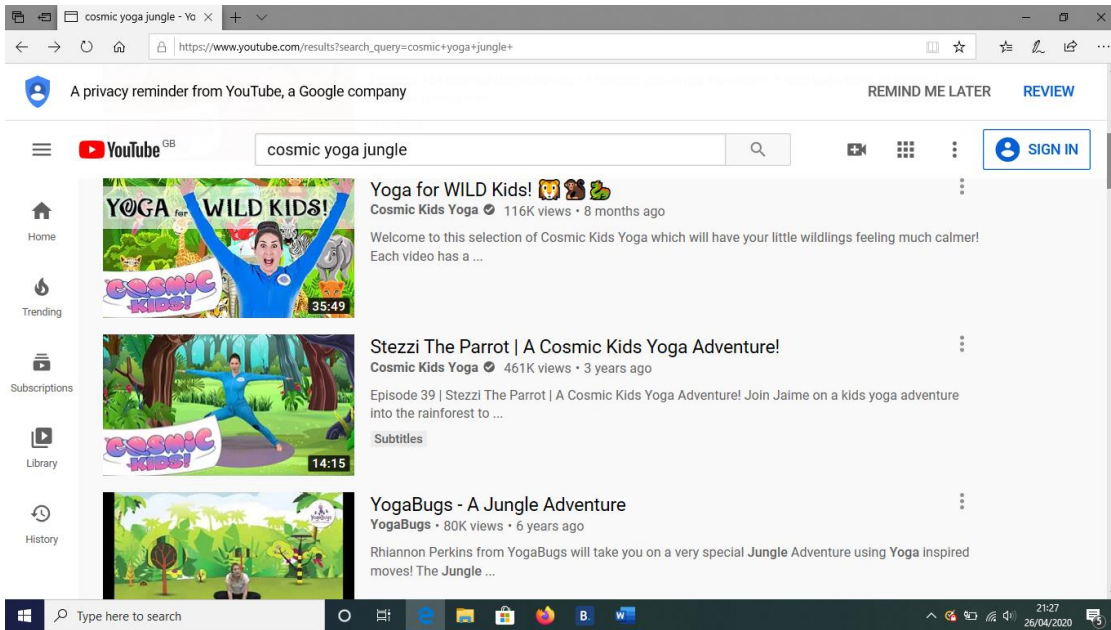 cosmic yoga jungle - Yo
https://www.youtube.com/results?search_query=cosmic+yoga+jungle+
A privacy reminder from YouTube, a Google company
REMIND ME LATER
REVIEW
YouTube GB
cosmic yoga jungle
SIGN IN
Home
Trending
Subscriptions
Library
History
YOGA for WILD KIDS!
COSMIC
KIDS!
35:49
Yoga for WILD Kids! 🐯🐒🐍
Cosmic Kids Yoga 116K views • 8 months ago
Welcome to this selection of Cosmic Kids Yoga which will have your little wildlings feeling much calmer!
Each video has a ...
COSMIC
KIDS!
14:15
Stezzi The Parrot | A Cosmic Kids Yoga Adventure!
Cosmic Kids Yoga 461K views • 3 years ago
Episode 39 | Stezzi The Parrot | A Cosmic Kids Yoga Adventure! Join Jaime on a kids yoga adventure
into the rainforest to ...
Subtitles
YogaBugs
YogaBugs - A Jungle Adventure
YogaBugs • 80K views • 6 years ago
Rhiannon Perkins from YogaBugs will take you on a very special Jungle Adventure using Yoga inspired
moves! The Jungle ...
Type here to search
B.
W
21:27
26/04/2020
5